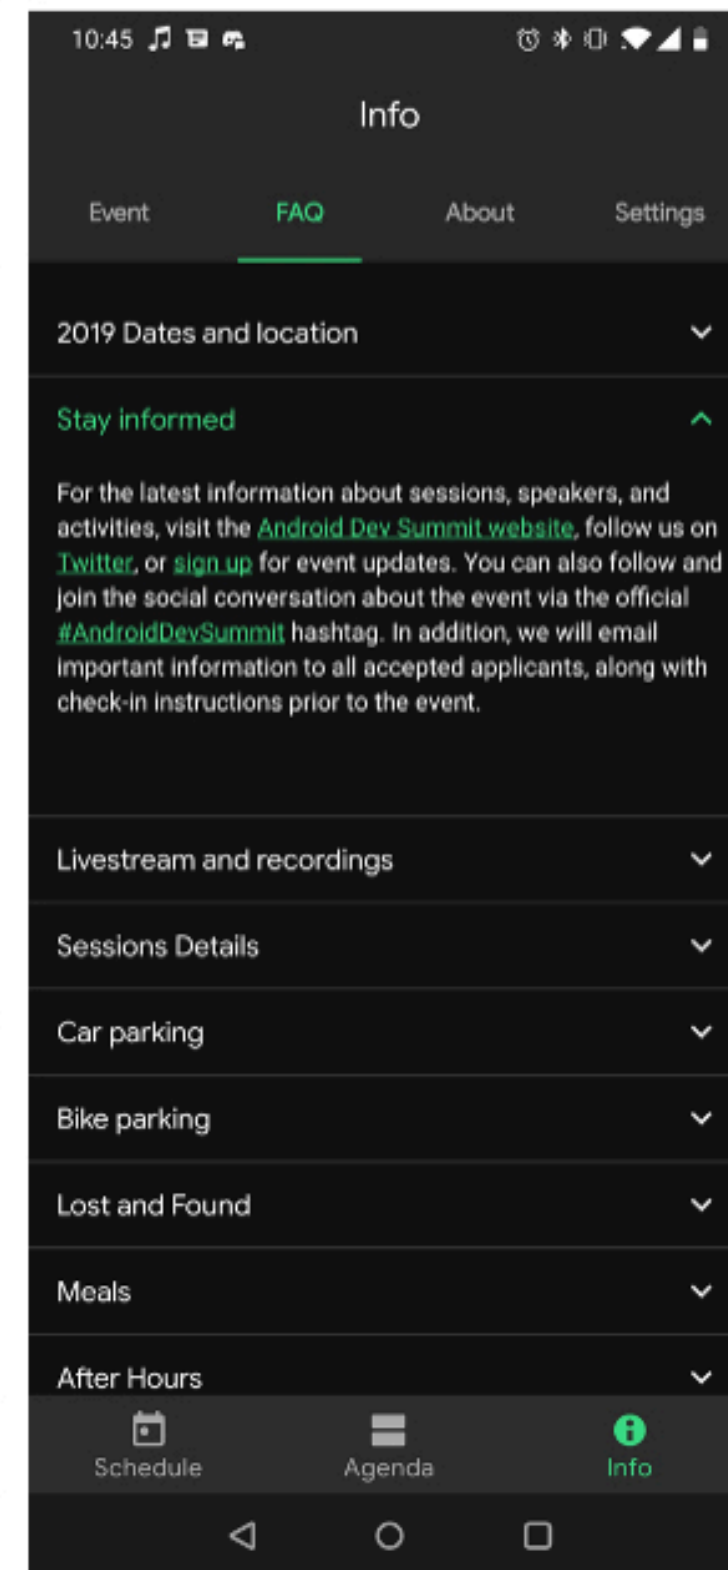 10:45
Info
Event FAQ About Settings
2019 Dates and location
Stay informed
For the latest information about sessions, speakers, and
activities, visit the Android Dev Summit website, follow us on
Twitter, or sign up for event updates. You can also follow and
join the social conversation about the event via the official
#AndroidDevSummit hashtag. In addition, we will email
important information to all accepted applicants, along with
check-in instructions prior to the event.
Livestream and recordings
Sessions Details
Car parking
Bike parking
Lost and Found
Meals
After Hours
Schedule Agenda Info